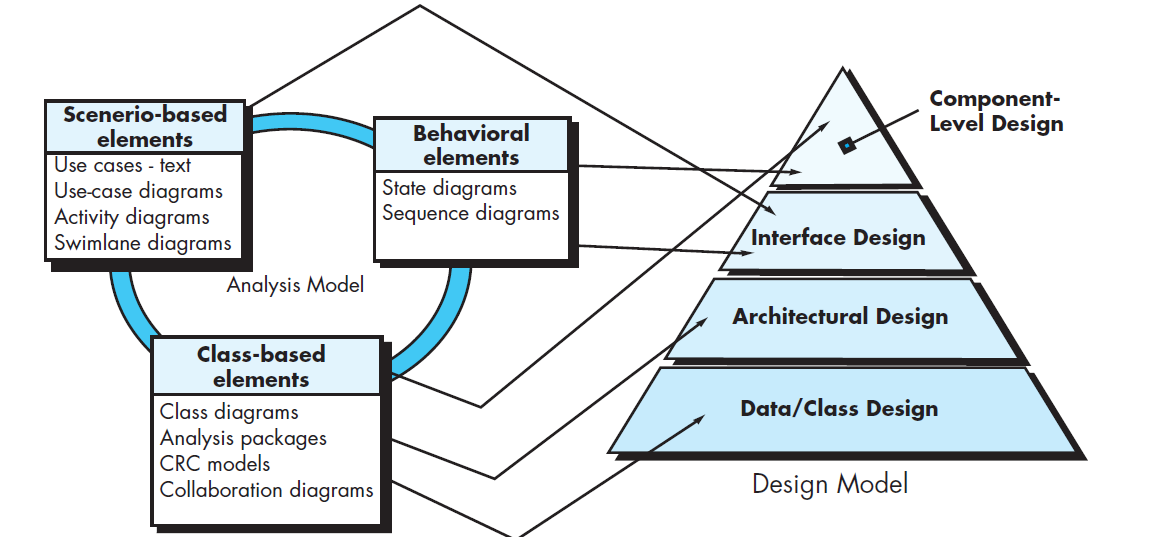 Scenerio-based
elements
Use cases - text
Use-case diagrams
Activity diagrams
Swimlane diagrams
Behavioral
elements
State diagrams
Sequence diagrams
Analysis Model
Class-based
elements
Class diagrams
Analysis packages
CRC models
Collaboration diagrams
Component-
Level Design
Interface Design
Architectural Design
Data/Class Design
Design Model